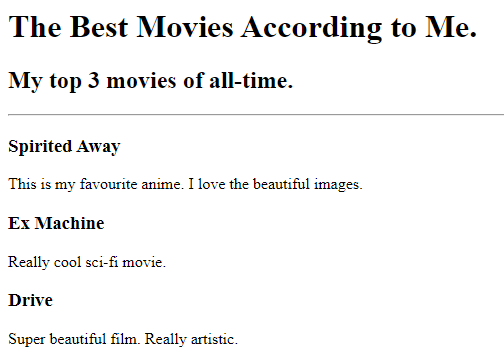 The Best Movies According to Me.
My top 3 movies of all-time.
Spirited Away
This is my favourite anime. I love the beautiful images.
Ex Machine
Really cool sci-fi movie.
Drive
Super beautiful film. Really artistic.